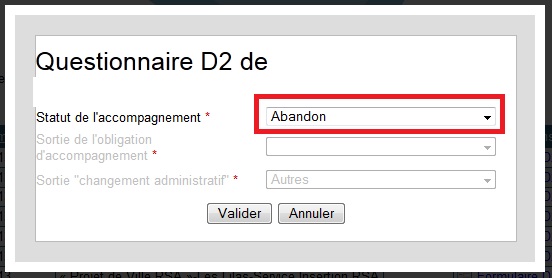 Questionnaire D2 de
Statut de l'accompagnement * Abandon
Sortie de l'obligation
d'accompagnement *
Sortie "changement administratif" * Autres
Valider Annuler
« Projet de Ville RSA »-Les Lilas-Service Insertion RSA
Formulaire D